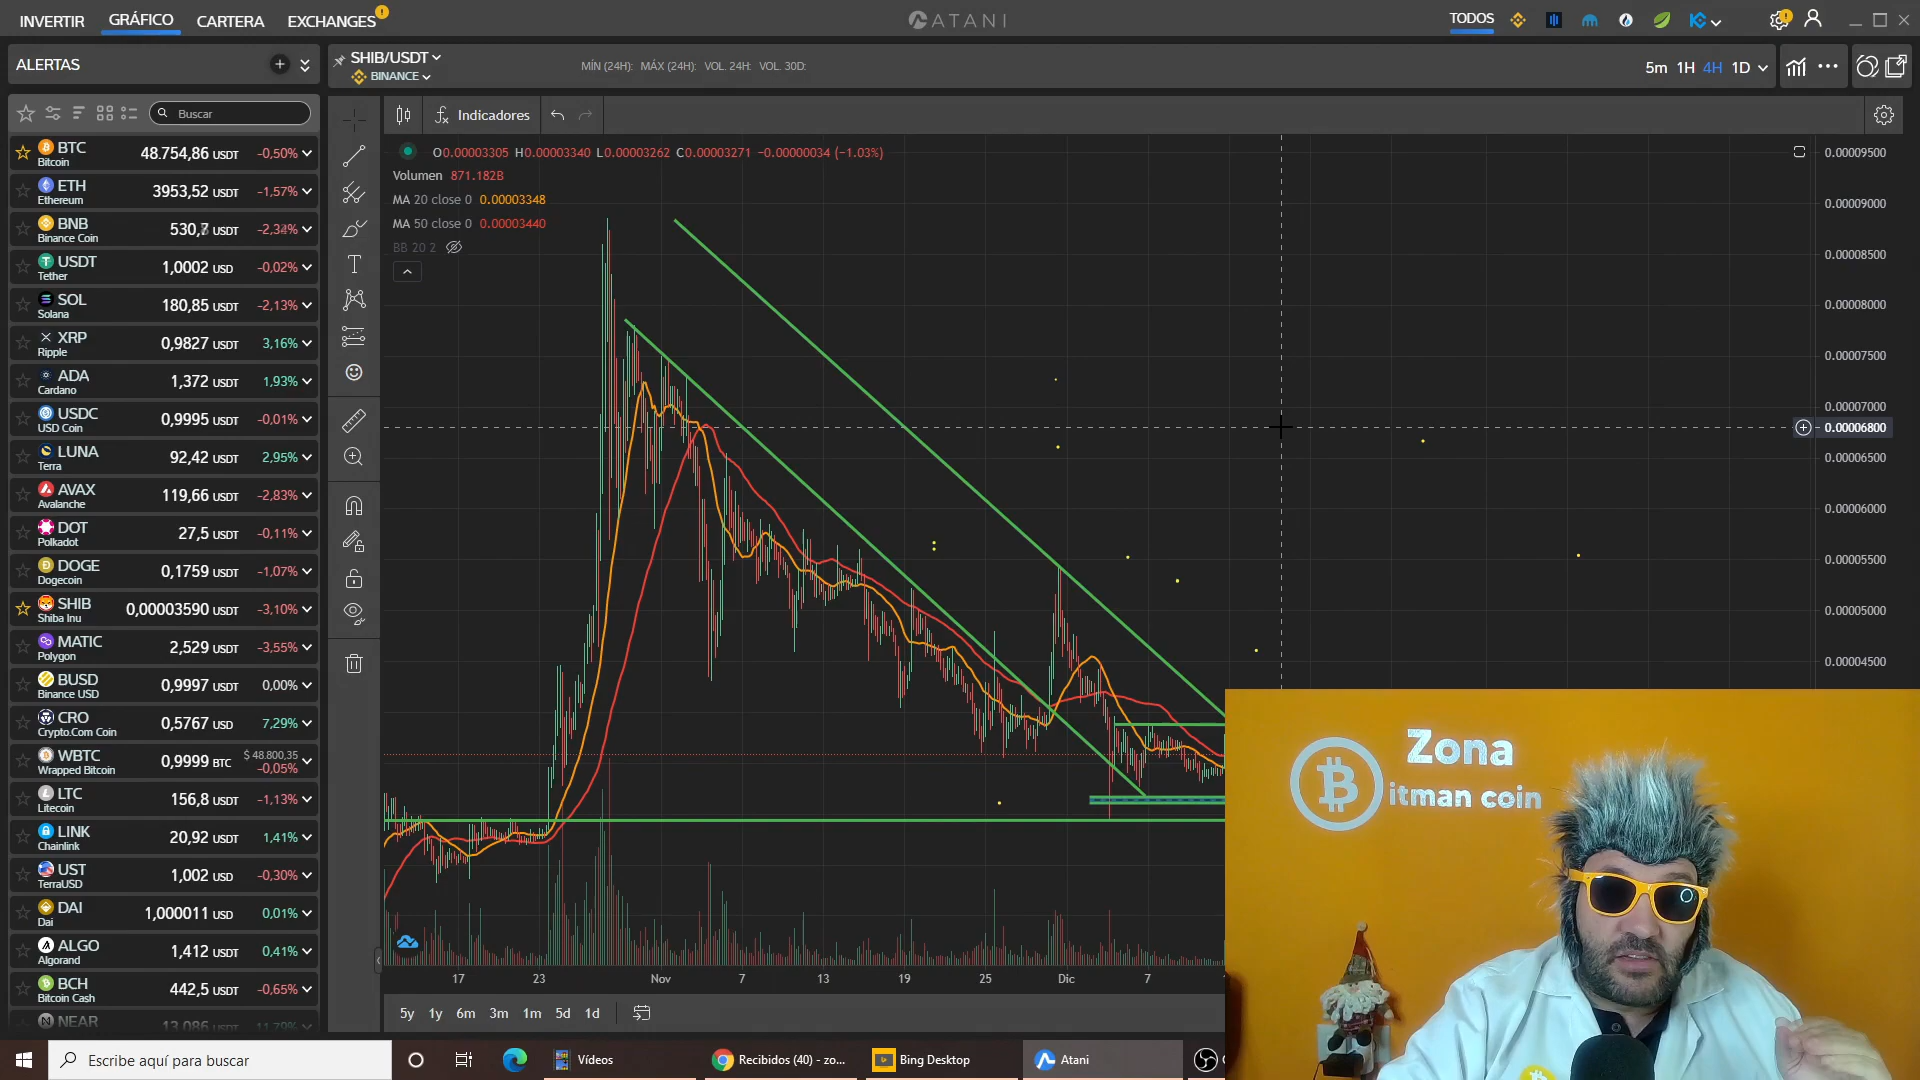 INVERTIR GRÁFICO CARTERA EXCHANGES
ATANI
TODOS
ALERTAS
SHIB/USDT
BINANCE
MÍN (24H): MÁX (24H): VOL. 24H: VOL. 30D:
5m 1H 4H 1D
Buscar
Indicadores
O0.00003305 H0.00003340 L0.00003262 C0.00003271 −0.00000034 (−1.03%)
Volumen 871.182B
MA 20 close 0 0.00003348
MA 50 close 0 0.00003440
BB 20 2
BTC 48.754,86 USDT -0,50%
Bitcoin
ETH 3953,52 USDT -1,57%
Ethereum
BNB 530, USDT -2,34%
Binance Coin
USDT 1,0002 USD -0,02%
Tether
SOL 180,85 USDT -2,13%
Solana
XRP 0,9827 USDT 3,16%
Ripple
ADA 1,372 USDT 1,93%
Cardano
USDC 0,9995 USDT -0,01%
USD Coin
LUNA 92,42 USDT 2,95%
Terra
AVAX 119,66 USDT -2,83%
Avalanche
DOT 27,5 USDT -0,11%
Polkadot
DOGE 0,1759 USDT -1,07%
Dogecoin
SHIB 0,00003590 USDT -3,10%
Shiba Inu
MATIC 2,529 USDT -3,55%
Polygon
BUSD 0,9997 USDT 0,00%
Binance USD
CRO 0,5767 USD 7,29%
Crypto.Com Coin
WBTC 0,9999 BTC $ 48.800,35 -0,05%
Wrapped Bitcoin
LTC 156,8 USDT -1,13%
Litecoin
LINK 20,92 USDT 1,41%
Chainlink
UST 1,002 USD -0,30%
TerraUSD
DAI 1,000011 USD 0,01%
Dai
ALGO 1,412 USDT 0,41%
Algorand
BCH 442,5 USDT -0,65%
Bitcoin Cash
NEAR 13,086 USDT 11,79%
0.00009500
0.00009000
0.00008500
0.00008000
0.00007500
0.00007000
0.00006800
0.00006500
0.00006000
0.00005500
0.00005000
0.00004500
17 23 Nov 7 13 19 25 Dic 7
5y 1y 6m 3m 1m 5d 1d
Zona
itman coin
Escribe aquí para buscar
Vídeos
Recibidos (40) - zo...
Bing Desktop
Atani